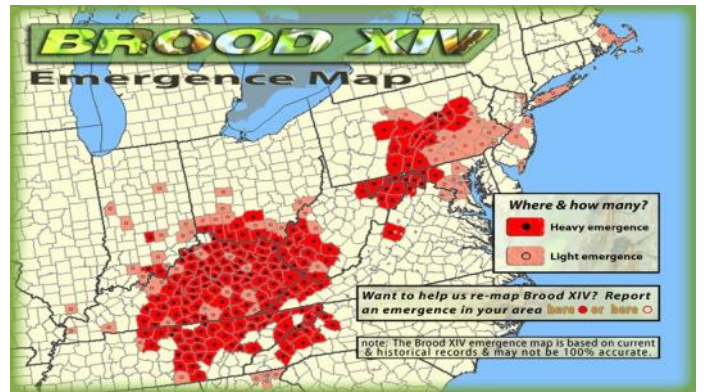 BROOD XIV
Emergence Map
Where & how many?
Heavy emergence
Light emergence
Want to help us re-map Brood XIV? Report
an emergence in your area here or here
note: The Brood XIV emergence map is based on current
& historical records & may not be 100% accurate.